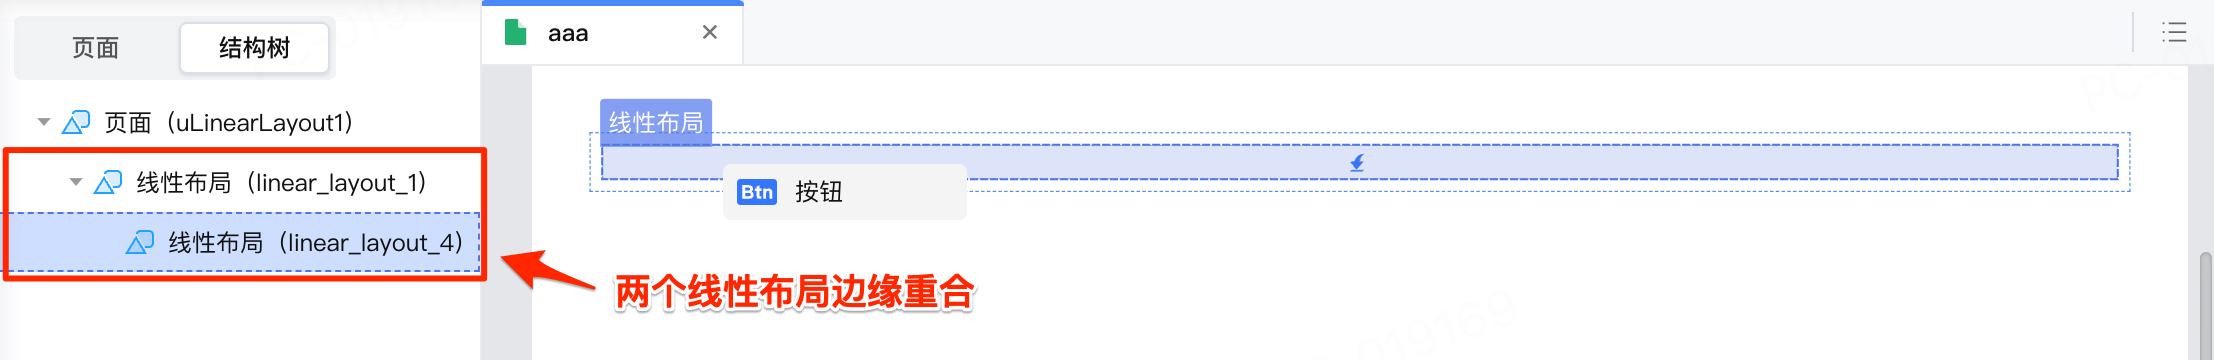 页面
结构树
aaa
页面（uLinearLayout1）
线性布局（linear_layout_1）
线性布局（linear_layout_4）
线性布局
Btn 按钮
两个线性布局边缘重合